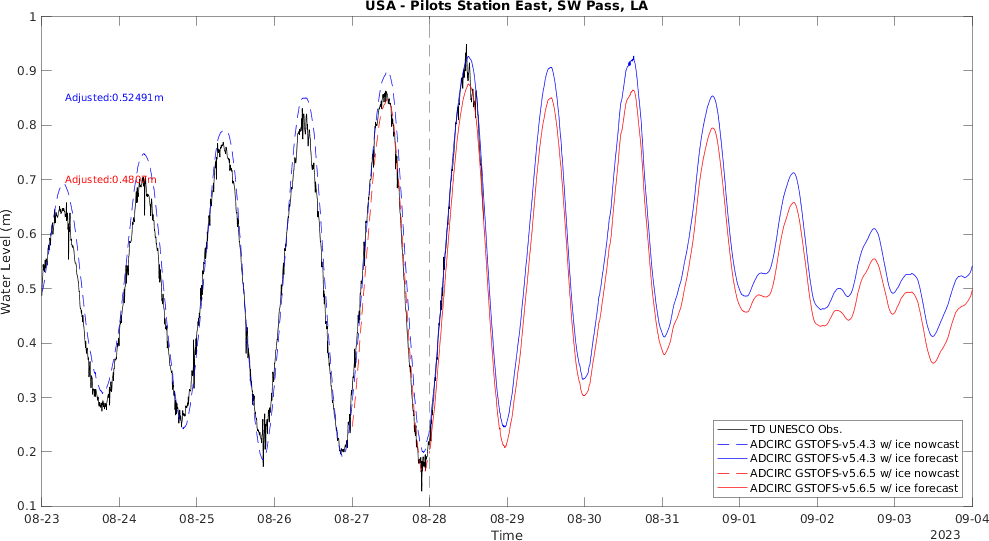 USA - Pilots Station East, SW Pass, LA
1
0.9
0.8
0.7
0.6
0.5
0.4
0.3
0.2
0.1
Water Level (m)
Adjusted:0.52491m
TD UNESCO Obs.
ADCIRC GSTOFS-v5.4.3 w/ ice nowcast
ADCIRC GSTOFS-v5.4.3 w/ ice forecast
ADCIRC GSTOFS-v5.6.5 w/ ice nowcast
ADCIRC GSTOFS-v5.6.5 w/ ice forecast
08-23 08-24 08-25 08-26 08-27 08-28 08-29 08-30 08-31 09-01 09-02 09-03 09-04
Time
2023